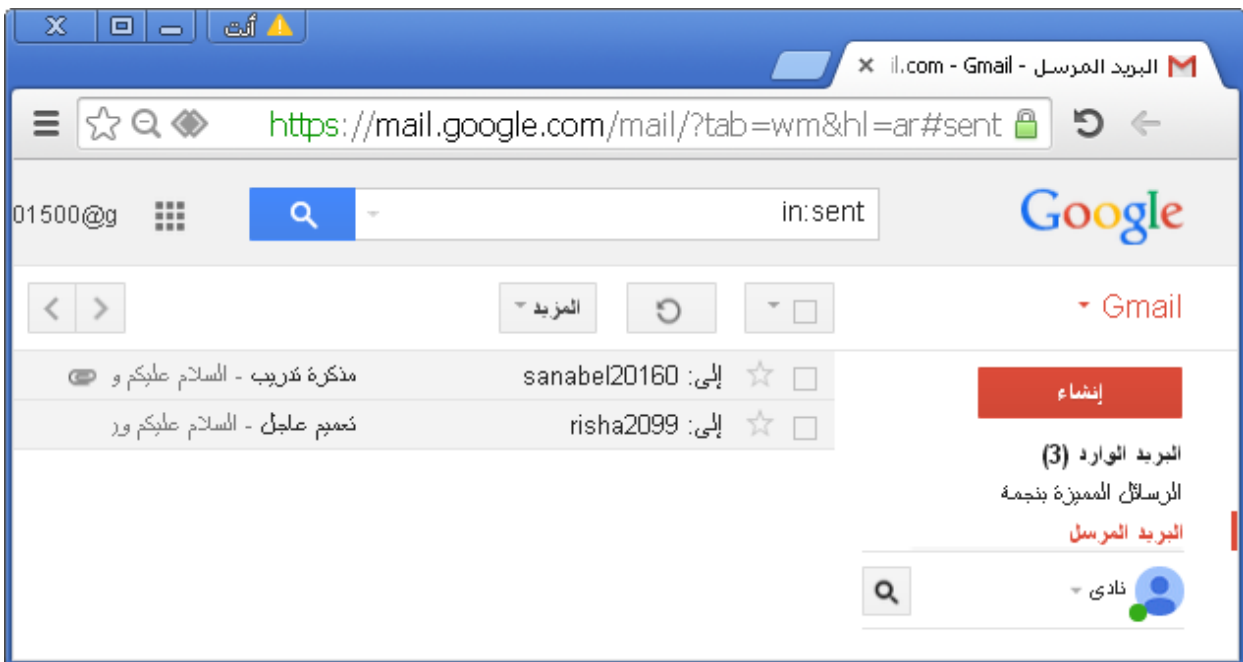 أنت
البريد المرسل - il.com - Gmail
https://mail.google.com/mail/?tab=wm&hl=ar#sent
Google
in:sent
01500@g
Gmail
المزيد
إنشاء
إلى: sanabel20160 مذكرة تدريب - السلام عليكم و
إلى: risha2099 تعميم عاجل - السلام عليكم ور
البريد الوارد (3)
الرسائل المميزة بنجمة
البريد المرسل
نادى